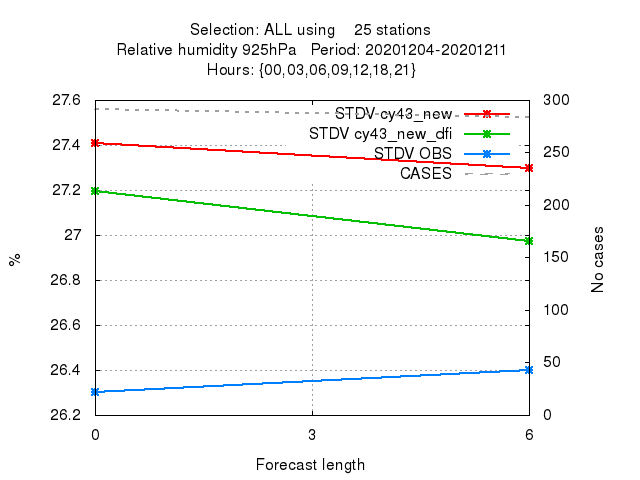 Selection: ALL using    25 stations
Relative humidity 925hPa   Period: 20201204-20201211
Hours: {00,03,06,09,12,18,21}
27.6
27.4
27.2
27
26.8
26.6
26.4
26.2
%
STDV cy43_new
STDV cy43_new_dfi
STDV OBS
CASES
300
250
200
150
100
50
0
No cases
0 3 6
Forecast length